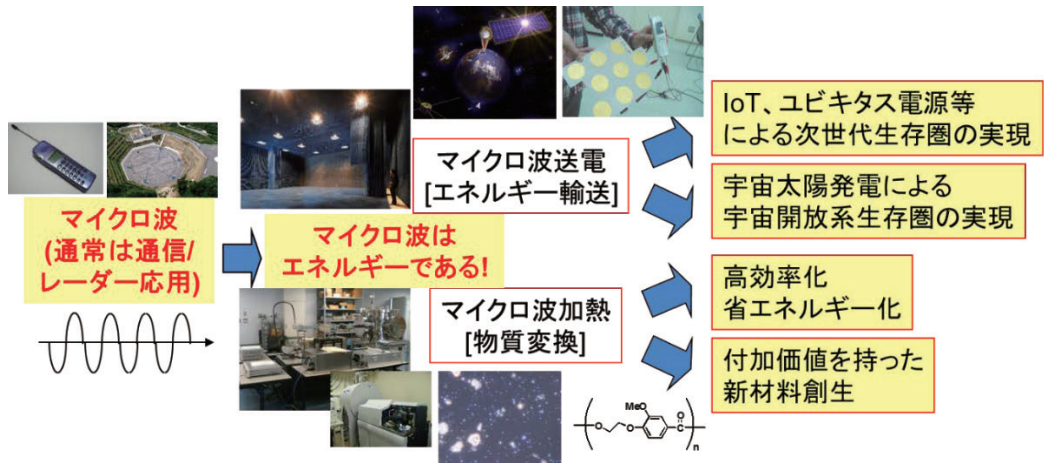 マイクロ波
(通常は通信/
レーダー応用)
マイクロ波は
エネルギーである!
マイクロ波送電
[エネルギー輸送]
マイクロ波加熱
[物質変換]
IoT、ユビキタス電源等
による次世代生存圏の実現
宇宙太陽発電による
宇宙開放系生存圏の実現
高効率化
省エネルギー化
付加価値を持った
新材料創生
MeO
O
O
O
C
n